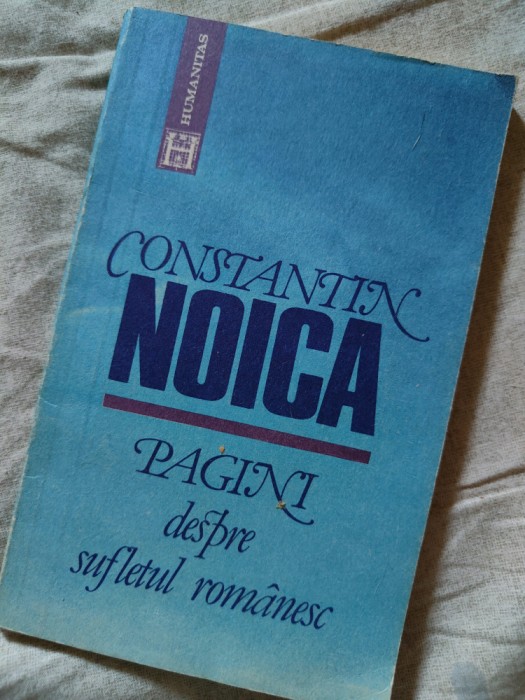 HUMANITAS
CONSTANTIN
NOICA
PAGINI
despre
sufletul românesc